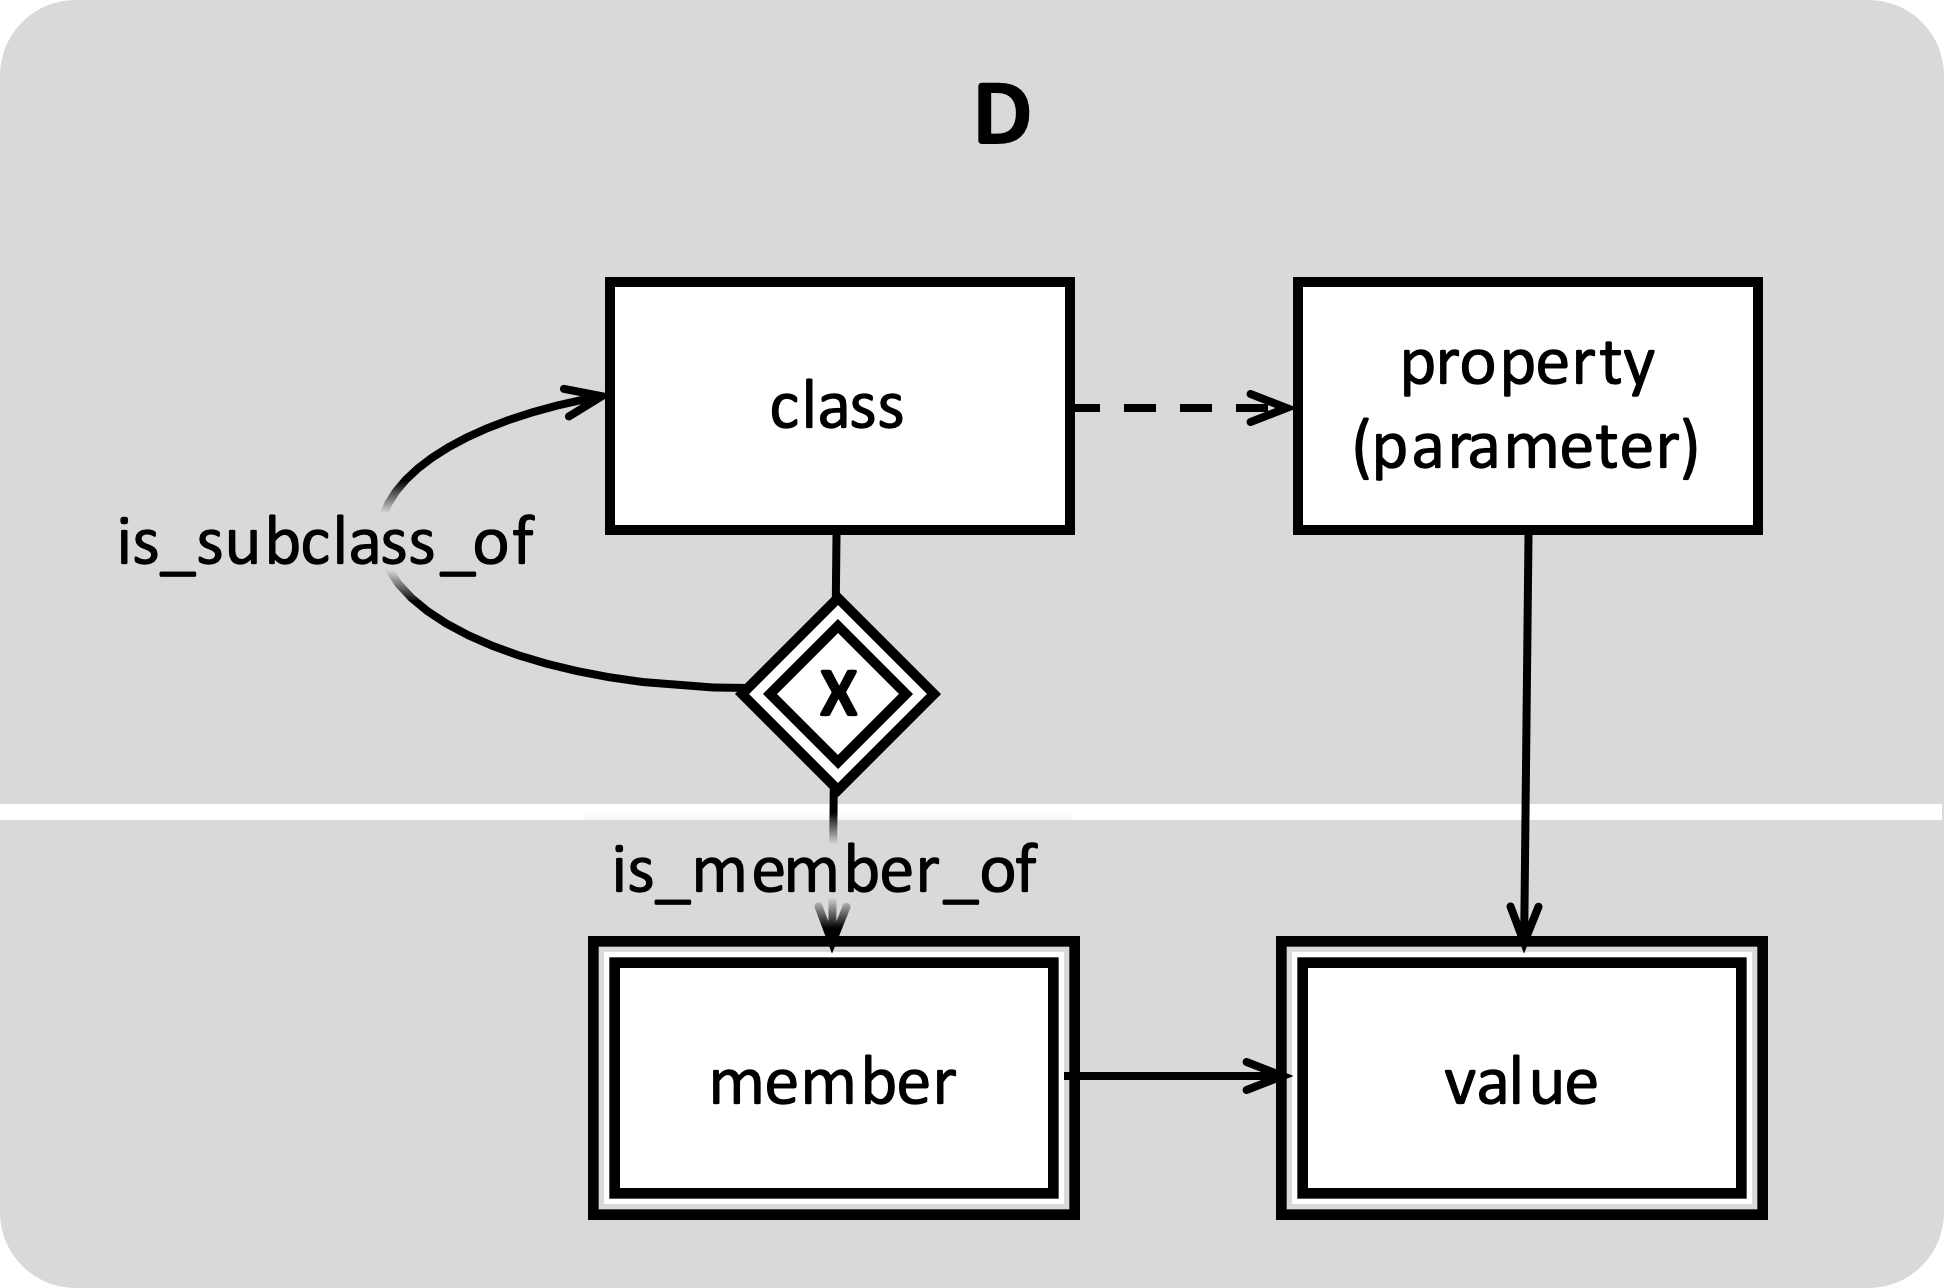 D
class
property
(parameter)
is_subclass_of
X
is_member_of
member
value